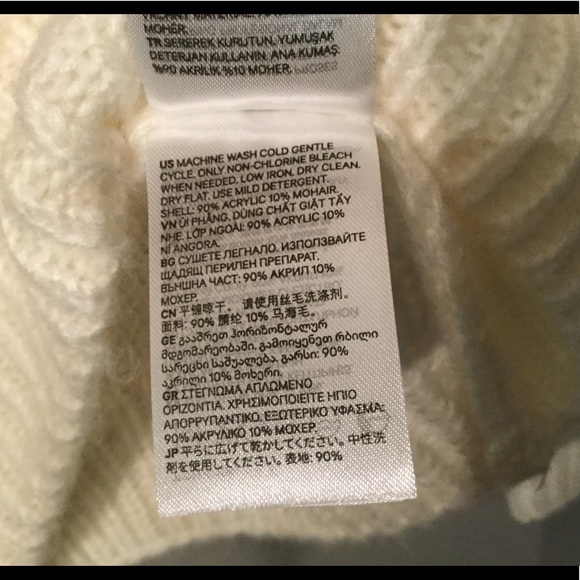 MOHER.
TR SEREREK KURUTUN. YUMUŞAK
DETERJAN KULLANIN. ANA KUMAŞ:
%90 AKRİLİK %10 MOHER.
US MACHINE WASH COLD GENTLE
CYCLE. ONLY NON-CHLORINE BLEACH
WHEN NEEDED. LOW IRON. DRY CLEAN.
DRY FLAT. USE MILD DETERGENT.
SHELL: 90% ACRYLIC 10% MOHAIR.
VN ỦI PHẲNG. DÙNG CHẤT GIẶT TẨY
NHẸ. LỚP NGOÀI: 90% ACRYLIC 10%
NỈ ANGORA.
BG СУШЕТЕ ЛЕГНАЛО. ИЗПОЛЗВАЙТЕ
ЩАДЯЩ ПЕРИЛЕН ПРЕПАРАТ.
ВЪНШНА ЧАСТ: 90% АКРИЛ 10%
МОХЕР.
CN 平铺晾干。 请使用丝毛洗涤剂。
面料: 90% 腈纶 10% 马海毛。
GE გააშრეთ ჰორიზონტალურ
მდგომარეობაში. გამოიყენეთ რბილი
სარეცხი საშუალება. გარსი: 90%
აკრილი 10% მოხერი.
GR ΣΤΕΓΝΩΜΑ ΑΠΛΩΜΕΝΟ
ΟΡΙΖΟΝΤΙΑ. ΧΡΗΣΙΜΟΠΟΙΕΙΤΕ ΗΠΙΟ
ΑΠΟΡΡΥΠΑΝΤΙΚΟ. ΕΞΩΤΕΡΙΚΟ ΥΦΑΣΜΑ:
90% ΑΚΡΥΛΙΚΟ 10% ΜΟΧΕΡ.
JP 平らに広げて乾かしてください。中性洗
剤を使用してください。表地: 90%